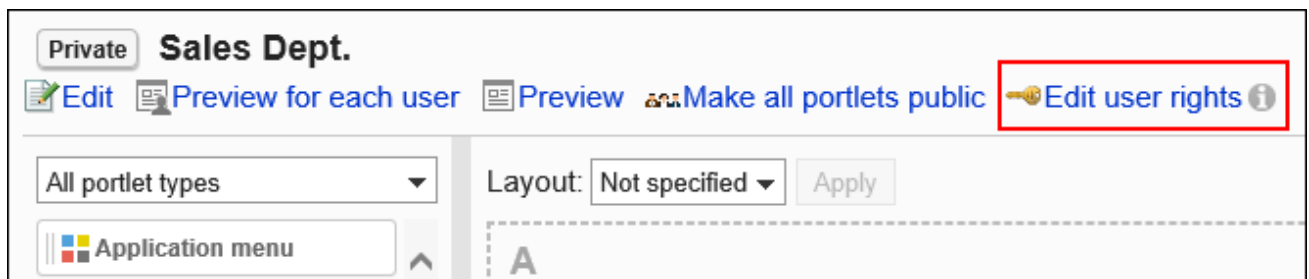 Private Sales Dept.
Edit Preview for each user Preview Make all portlets public Edit user rights
All portlet types Layout: Not specified Apply
Application menu
A